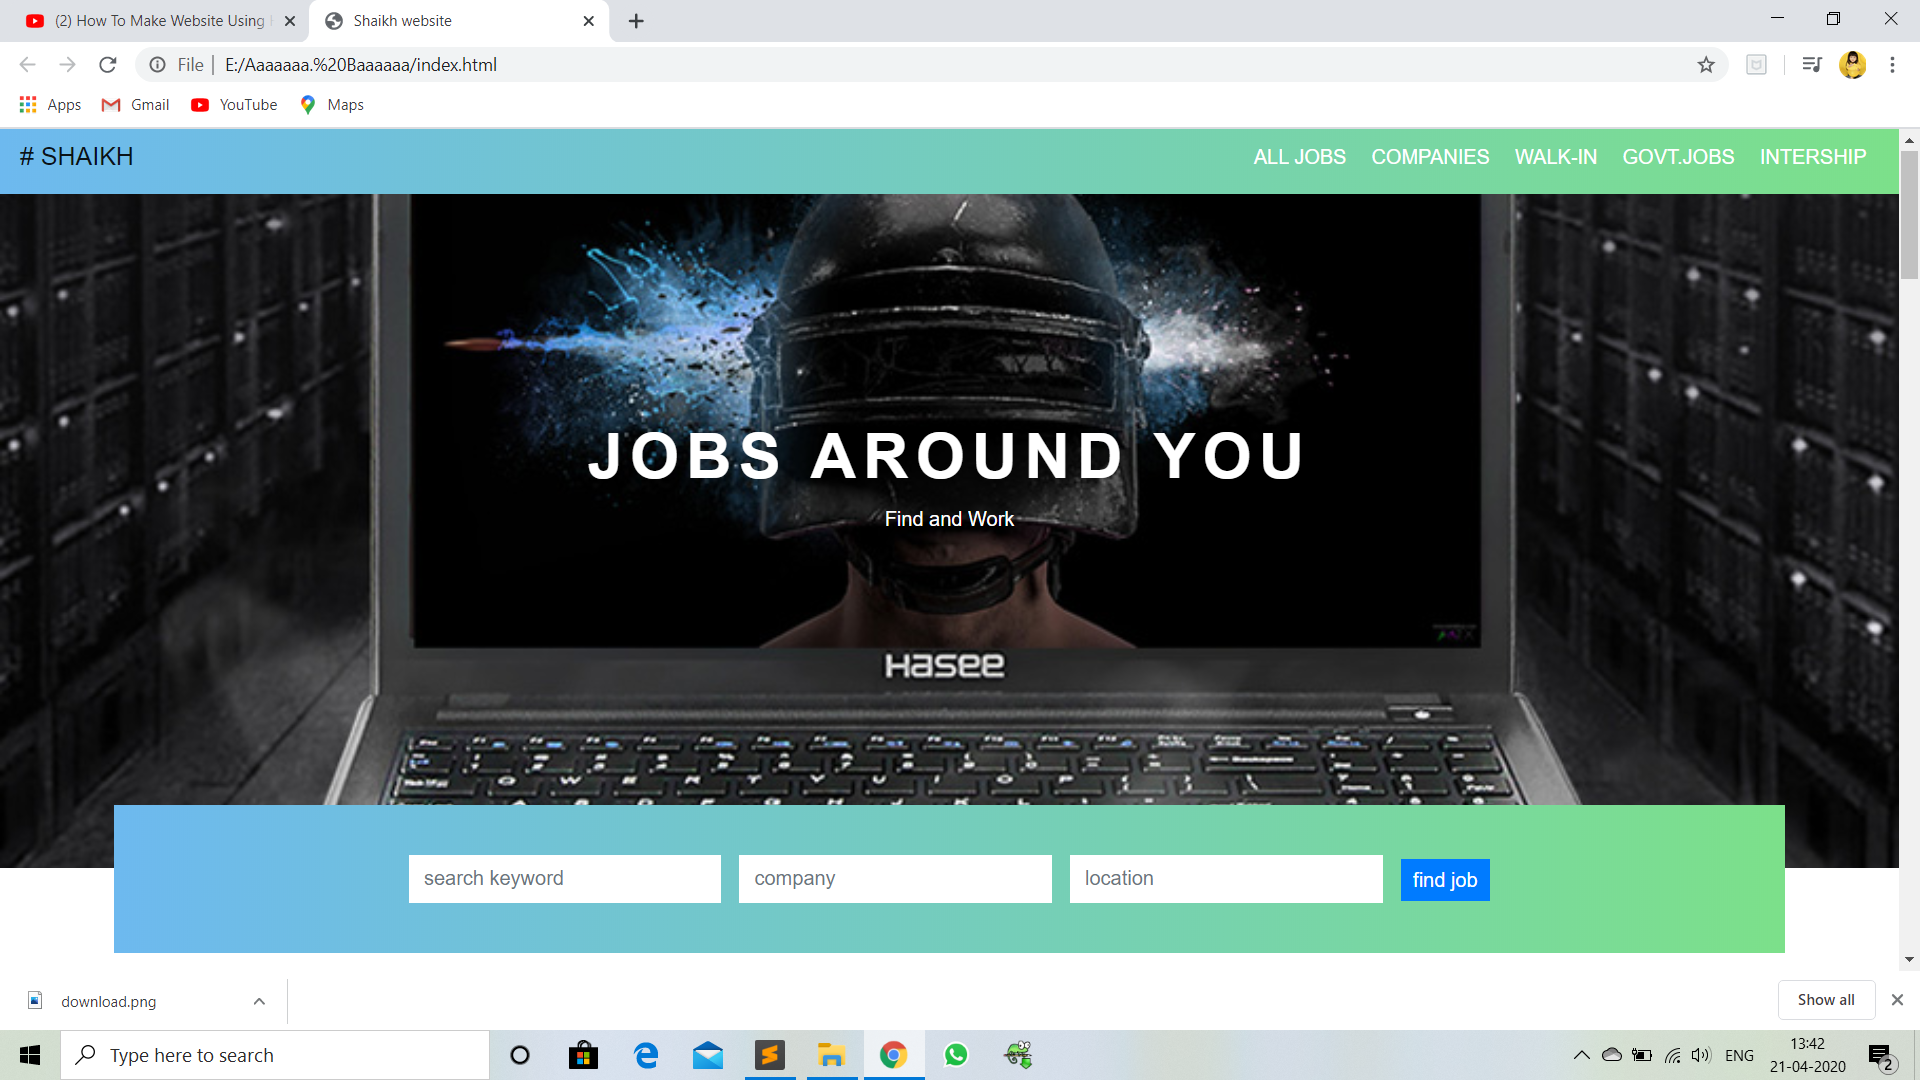 (2) How To Make Website Using
Shaikh website
File
E:/Aaaaaaa.%20Baaaaaa/index.html
Apps
Gmail
YouTube
Maps
# SHAIKH
ALL JOBS COMPANIES WALK-IN GOVT.JOBS INTERSHIP
JOBS AROUND YOU
Find and Work
Hasee
search keyword
company
location
find job
download.png
Show all
Type here to search
ENG
13:42
21-04-2020
2